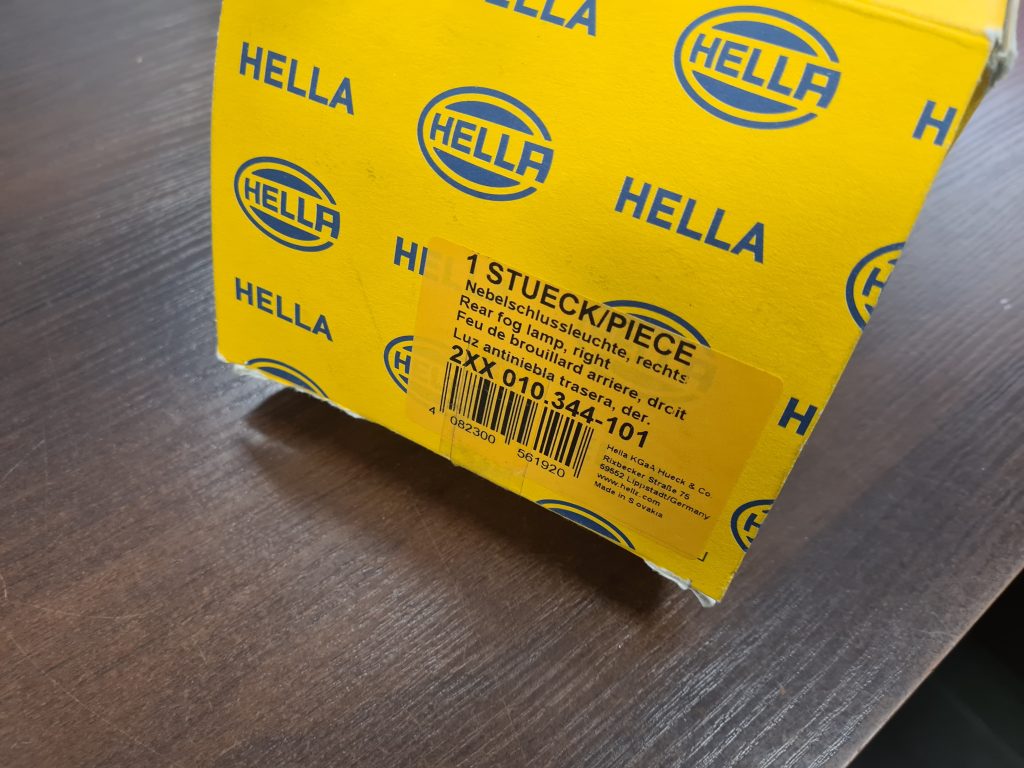 HELLA
HELLA
HELLA
HELLA
HELLA
HELLA
HELLA
1 STUECK/PIECE
Nebelschlussleuchte, rechts
Rear fog lamp, right
Feu de brouillard arriere, droit
Luz antiniebla trasera, der.
2XX 010.344-101
4 082300 561920
Hella KGaA Hueck & Co.
Rixbecker Straße 75
59552 Lippstadt/Germany
www.hella.com
Made in Slovakia